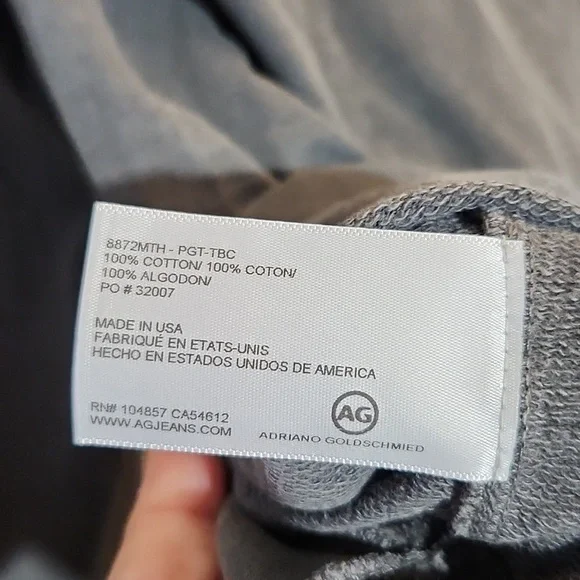 8872MTH - PGT-TBC
100% COTTON/ 100% COTON/
100% ALGODON/
PO # 32007
MADE IN USA
FABRIQUÉ EN ETATS-UNIS
HECHO EN ESTADOS UNIDOS DE AMERICA
RN# 104857 CA54612
WWW.AGJEANS.COM
AG
ADRIANO GOLDSCHMIED